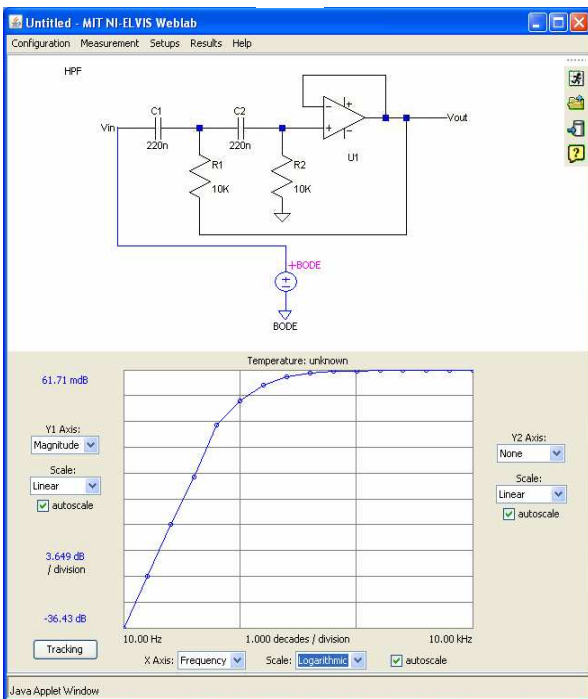 Untitled - MIT NI-ELVIS Weblab
Configuration Measurement Setups Results Help
HPF
C1
C2
Vin
220n
220n
U1
Vout
R1
10K
R2
10K
+BODE
BODE
Temperature: unknown
61.71 mdB
Y1 Axis:
Magnitude
Scale:
Linear
autoscale
3.649 dB
/ division
-36.43 dB
Tracking
Y2 Axis:
None
Scale:
Linear
autoscale
10.00 Hz
1.000 decades / division
10.00 kHz
X Axis: Frequency
Scale: Logarithmic
autoscale
Java Applet Window